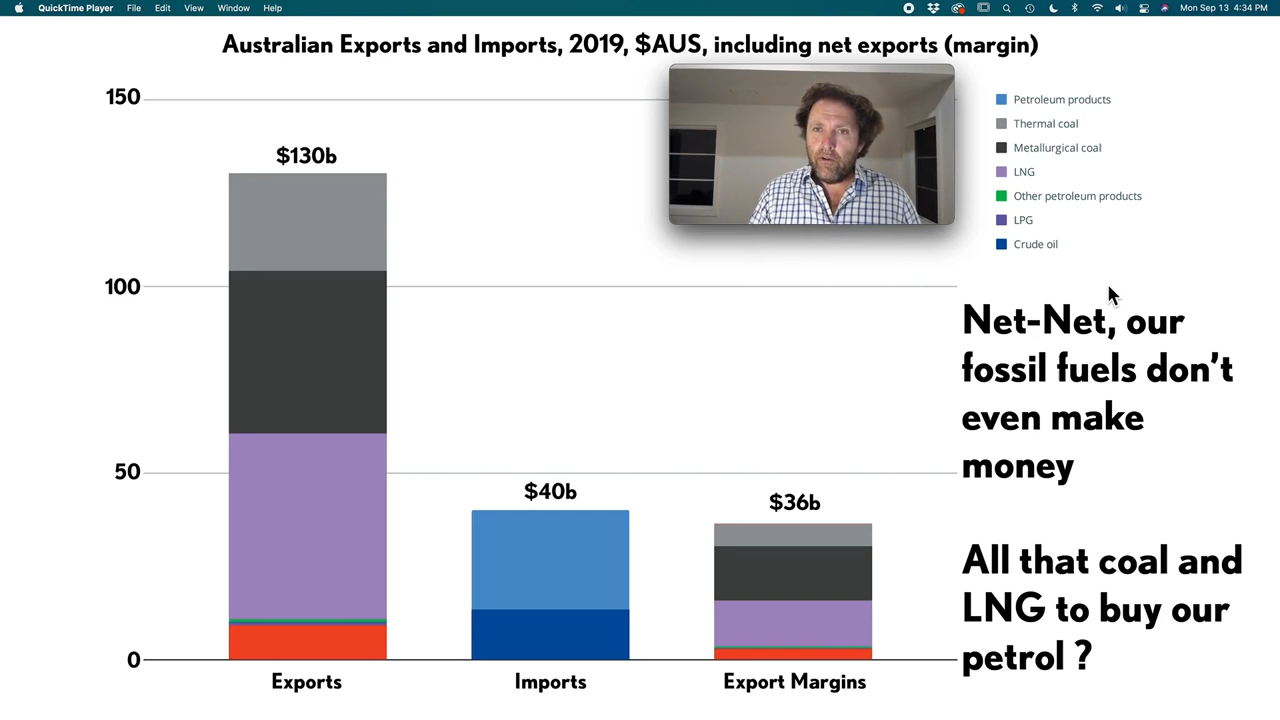 QuickTime Player File Edit View Window Help Mon Sep 13 4:34 PM
Australian Exports and Imports, 2019, $AUS, including net exports (margin)
150
100
50
0
$130b
$40b
$36b
Exports
Imports
Export Margins
Petroleum products
Thermal coal
Metallurgical coal
LNG
Other petroleum products
LPG
Crude oil
Net-Net, our
fossil fuels don't
even make
money
All that coal and
LNG to buy our
petrol ?